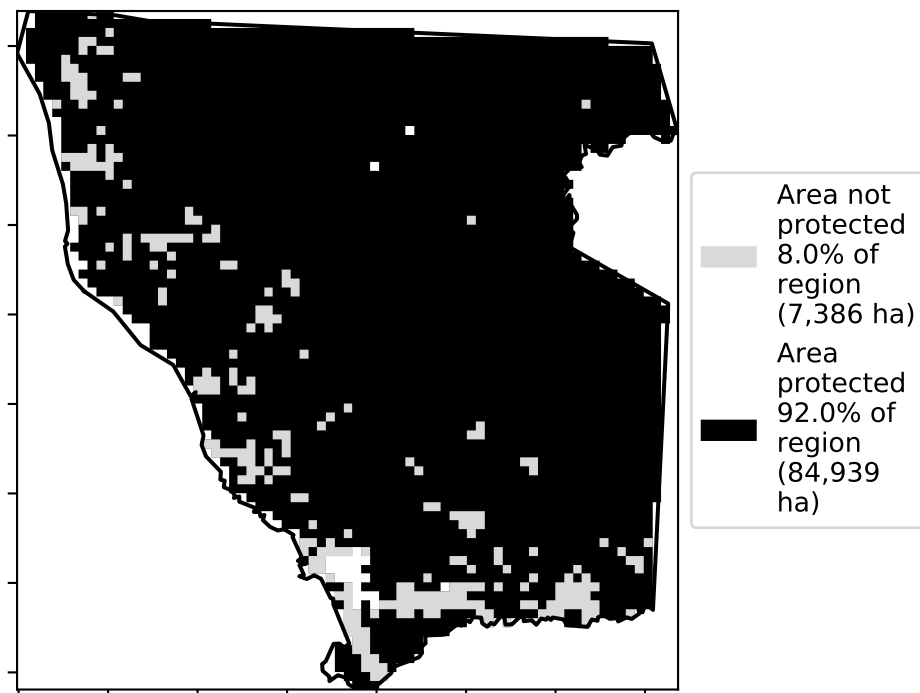 Area not
protected
8.0% of
region
(7,386 ha)
Area
protected
92.0% of
region
(84,939
ha)